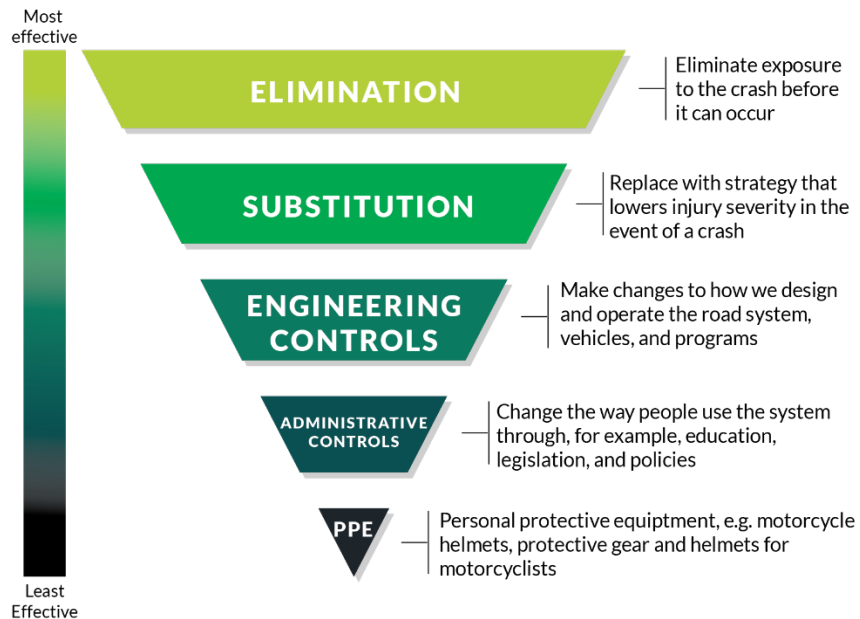 Most
effective
ELIMINATION
Eliminate exposure
to the crash before
it can occur
SUBSTITUTION
Replace with strategy that
lowers injury severity in the
event of a crash
ENGINEERING
CONTROLS
Make changes to how we design
and operate the road system,
vehicles, and programs
ADMINISTRATIVE
CONTROLS
Change the way people use the system
through, for example, education,
legislation, and policies
PPE
Personal protective equiptment, e.g. motorcycle
helmets, protective gear and helmets for
motorcyclists
Least
Effective